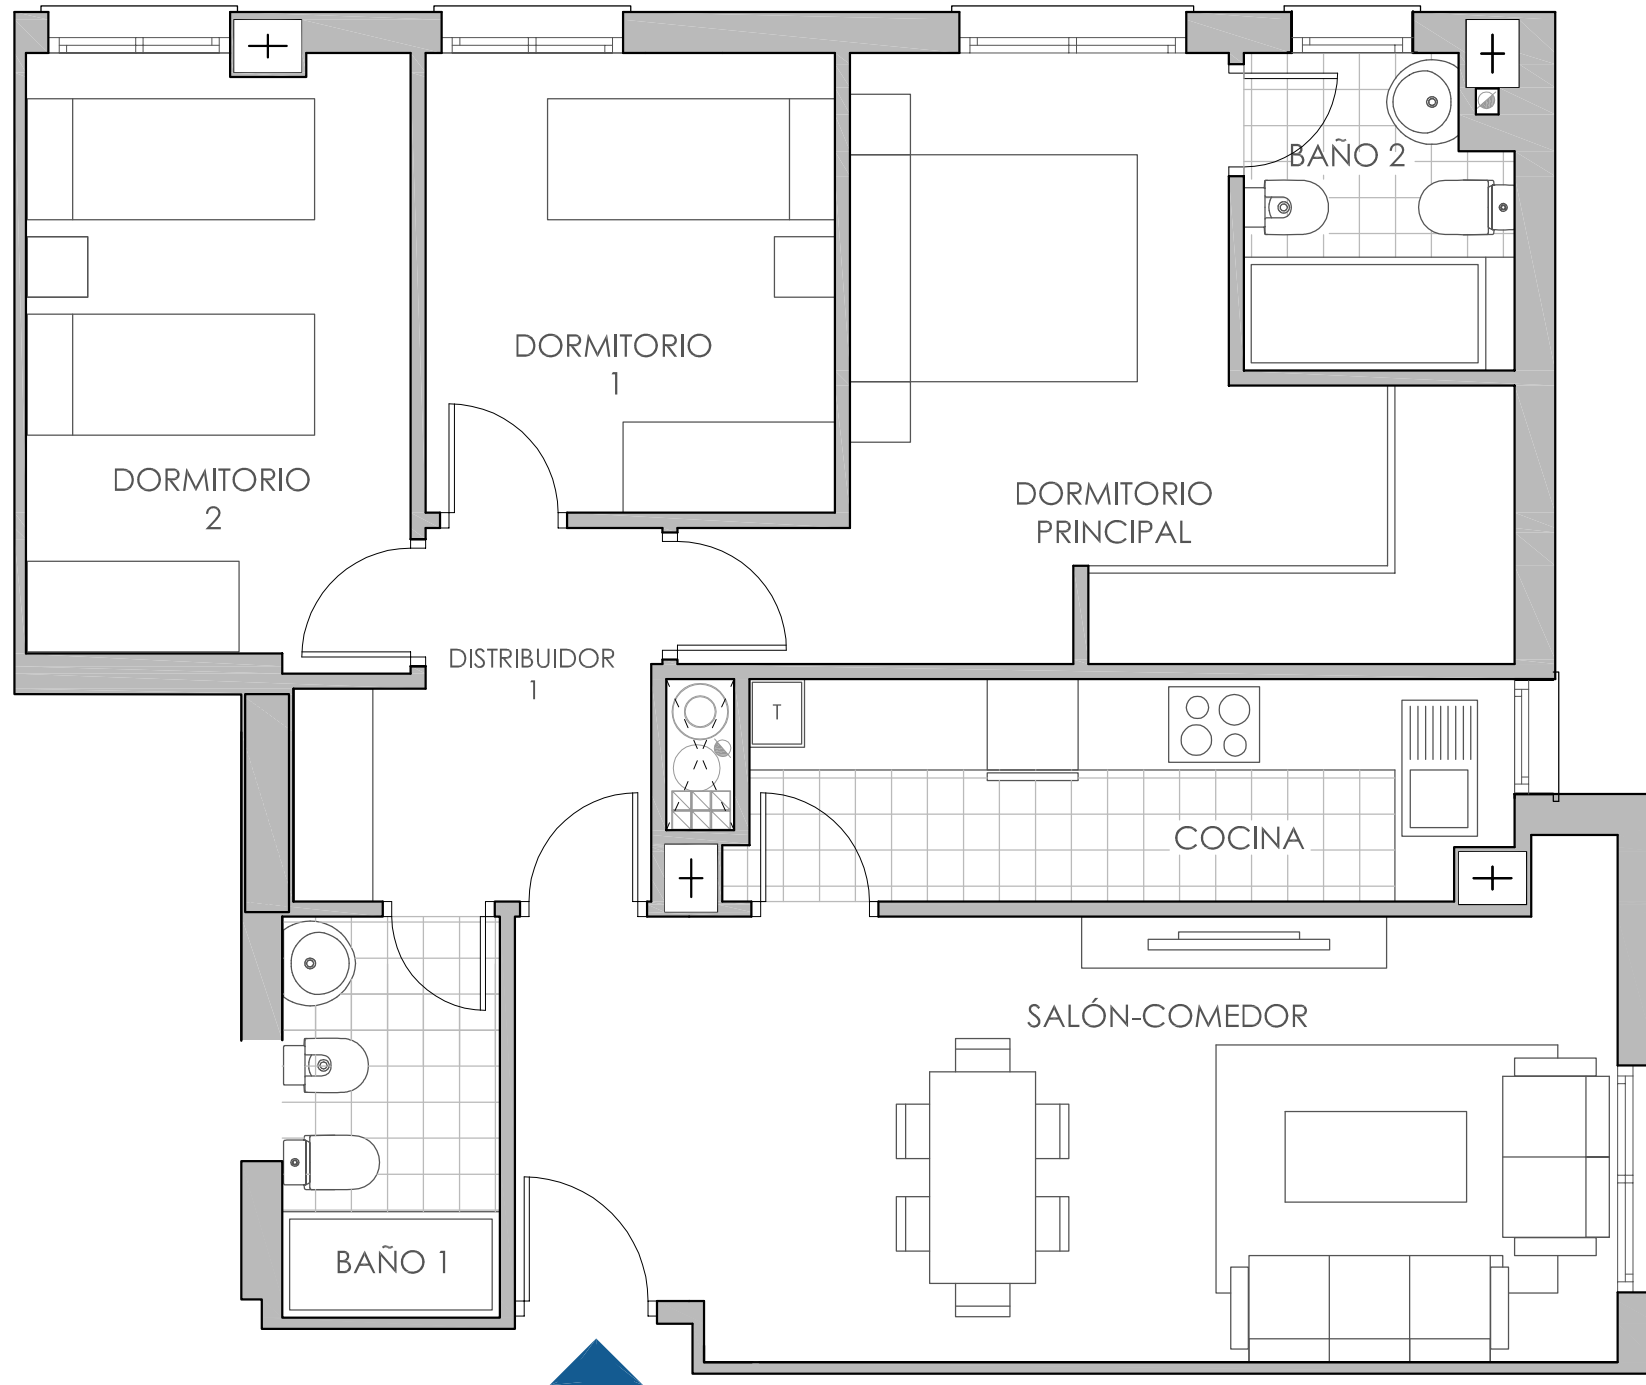 BAÑO 2
DORMITORIO
1
DORMITORIO
2
DORMITORIO
PRINCIPAL
DISTRIBUIDOR
1
T
COCINA
SALÓN-COMEDOR
BAÑO 1